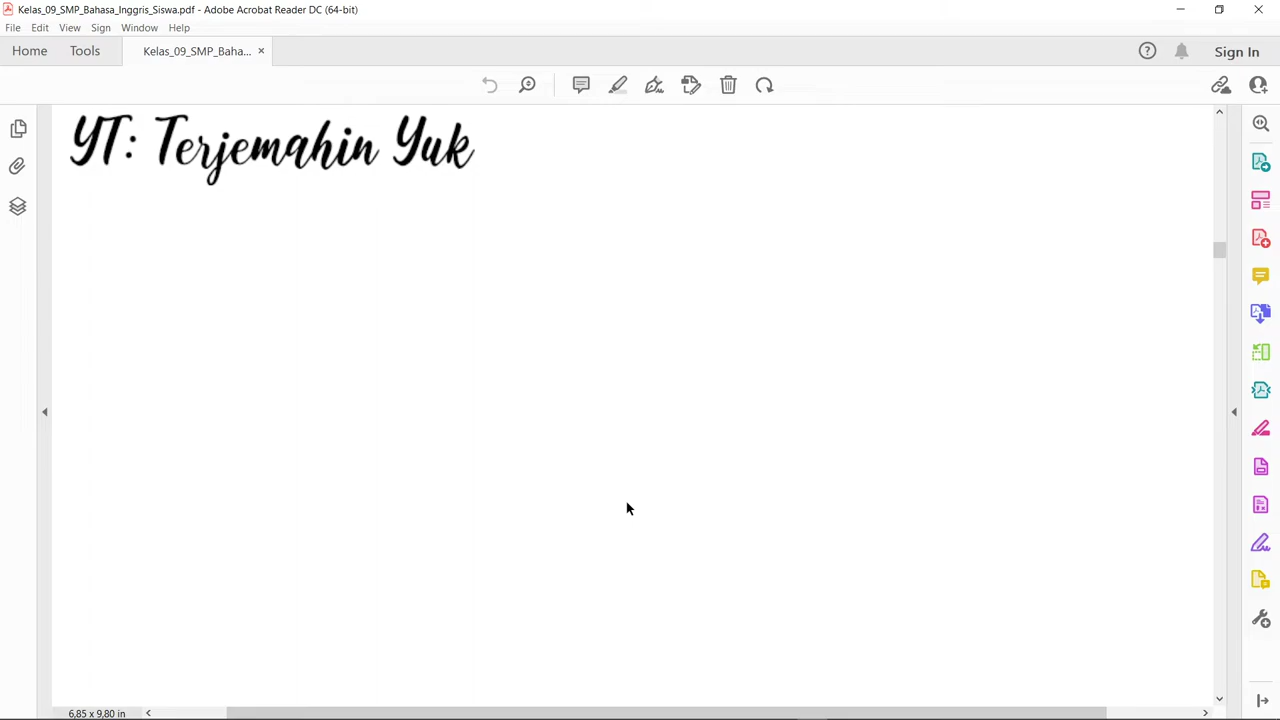 Kelas_09_SMP_Bahasa_Inggris_Siswa.pdf - Adobe Acrobat Reader DC (64-bit)
File Edit View Sign Window Help
Home Tools Kelas_09_SMP_Baha... × Sign In
YT: Terjemahin Yuk
6,85 x 9,80 in